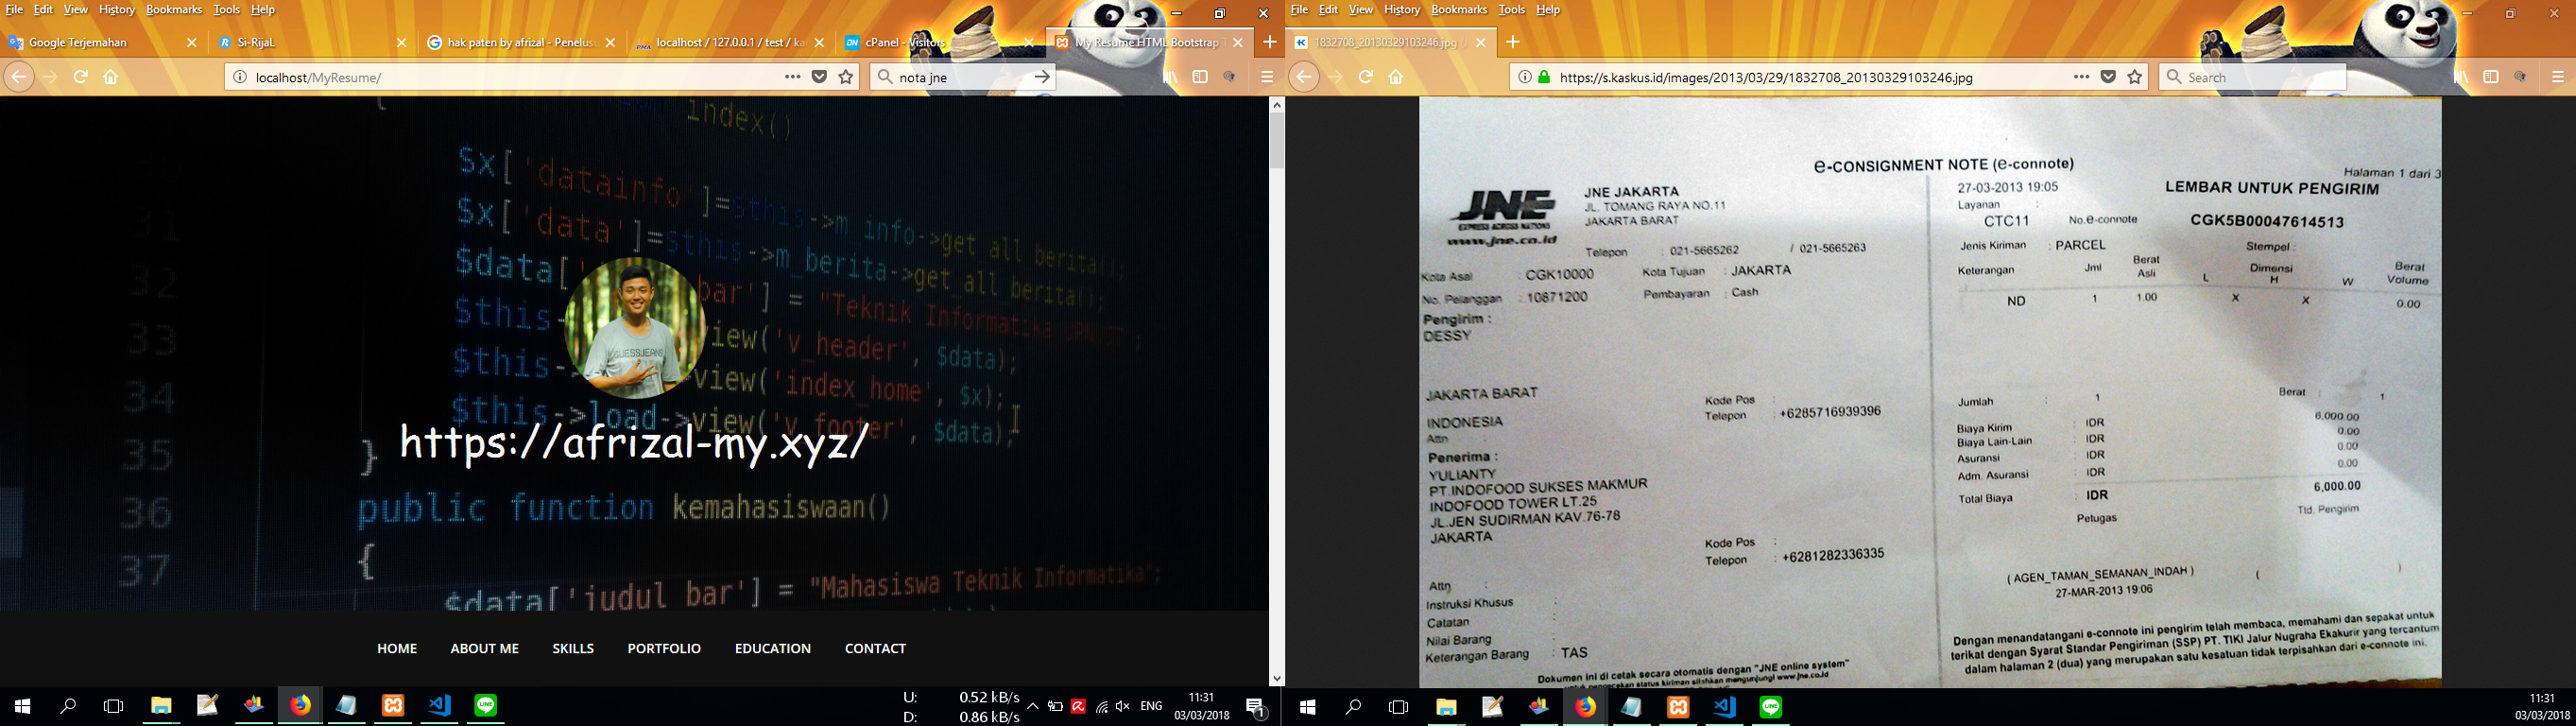 File Edit View History Bookmarks Tools Help
Google Terjemahan
Si-RijaL
hak paten by afrizal - Penelusu
localhost / 127.0.0.1 / test / ka
cPanel - Visitors
My Resume HTML Bootstrap
localhost/MyResume/
nota jne
index()
31
32
33
34
35
36
37
$x['datainfo']=$this->m_info->get_all_berita();
$x['data']=$this->m_berita->get_all_berita();
$data[' bar'] = "Teknik Informatika
$this- view('v_header', $data);
$this- view('index_home', $x);
$this->load->view('v_footer', $data);
https://afrizal-my.xyz/
}
public function kemahasiswaan()
{
$data['judul bar'] = "Mahasiswa Teknik Informatika";
HOME ABOUT ME SKILLS PORTFOLIO EDUCATION CONTACT
U: 0.52 kB/s
D: 0.86 kB/s
ENG
11:31
03/03/2018
1
File Edit View History Bookmarks Tools Help
1832708_20130329103246.jpg
https://s.kaskus.id/images/2013/03/29/1832708_20130329103246.jpg
Search
e-CONSIGNMENT NOTE (e-connote)
Halaman 1 dari 3
JNE
EXPRESS ACROSS NATIONS
www.jne.co.id
JNE JAKARTA
JL. TOMANG RAYA NO.11
JAKARTA BARAT
Telepon : 021-5665262 / 021-5665263
27-03-2013 19:05
LEMBAR UNTUK PENGIRIM
Layanan :
CTC11 No.e-connote CGK5B00047614513
Kota Asal : CGK10000 Kota Tujuan : JAKARTA
No. Pelanggan : 10871200 Pembayaran : Cash
Pengirim :
DESSY
Jenis Kiriman : PARCEL Stempel :
Keterangan Jml Berat Asli L Dimensi H W Berat Volume
ND 1 1.00 X X 0.00
JAKARTA BARAT
Kode Pos :
INDONESIA
Telepon : +6285716939396
Attn :
Penerima :
YULIANTY
PT.INDOFOOD SUKSES MAKMUR
INDOFOOD TOWER LT.25
JL.JEN SUDIRMAN KAV.76-78
JAKARTA
Kode Pos :
Telepon : +6281282336335
Attn :
Instruksi Khusus :
Catatan :
Nilai Barang :
Keterangan Barang : TAS
Jumlah : 1 Berat : 1
Biaya Kirim : IDR 6,000.00
Biaya Lain-Lain : IDR 0.00
Asuransi : IDR 0.00
Adm. Asuransi : IDR 0.00
Total Biaya : IDR 6,000.00
Petugas Ttd. Pengirim
( AGEN_TAMAN_SEMANAN_INDAH ) ( )
27-MAR-2013 19:06
Dengan menandatangani e-connote ini pengirim telah membaca, memahami dan sepakat untuk
terikat dengan Syarat Standar Pengiriman (SSP) PT. TIKI Jalur Nugraha Ekakurir yang tercantum
dalam halaman 2 (dua) yang merupakan satu kesatuan tidak terpisahkan dari e-connote ini.
Dokumen ini di cetak secara otomatis dengan "JNE online system"
11:31
03/03/2018